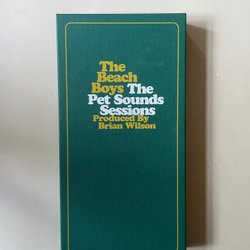 The
Beach
Boys The
Pet Sounds
Sessions
Produced By
Brian Wilson